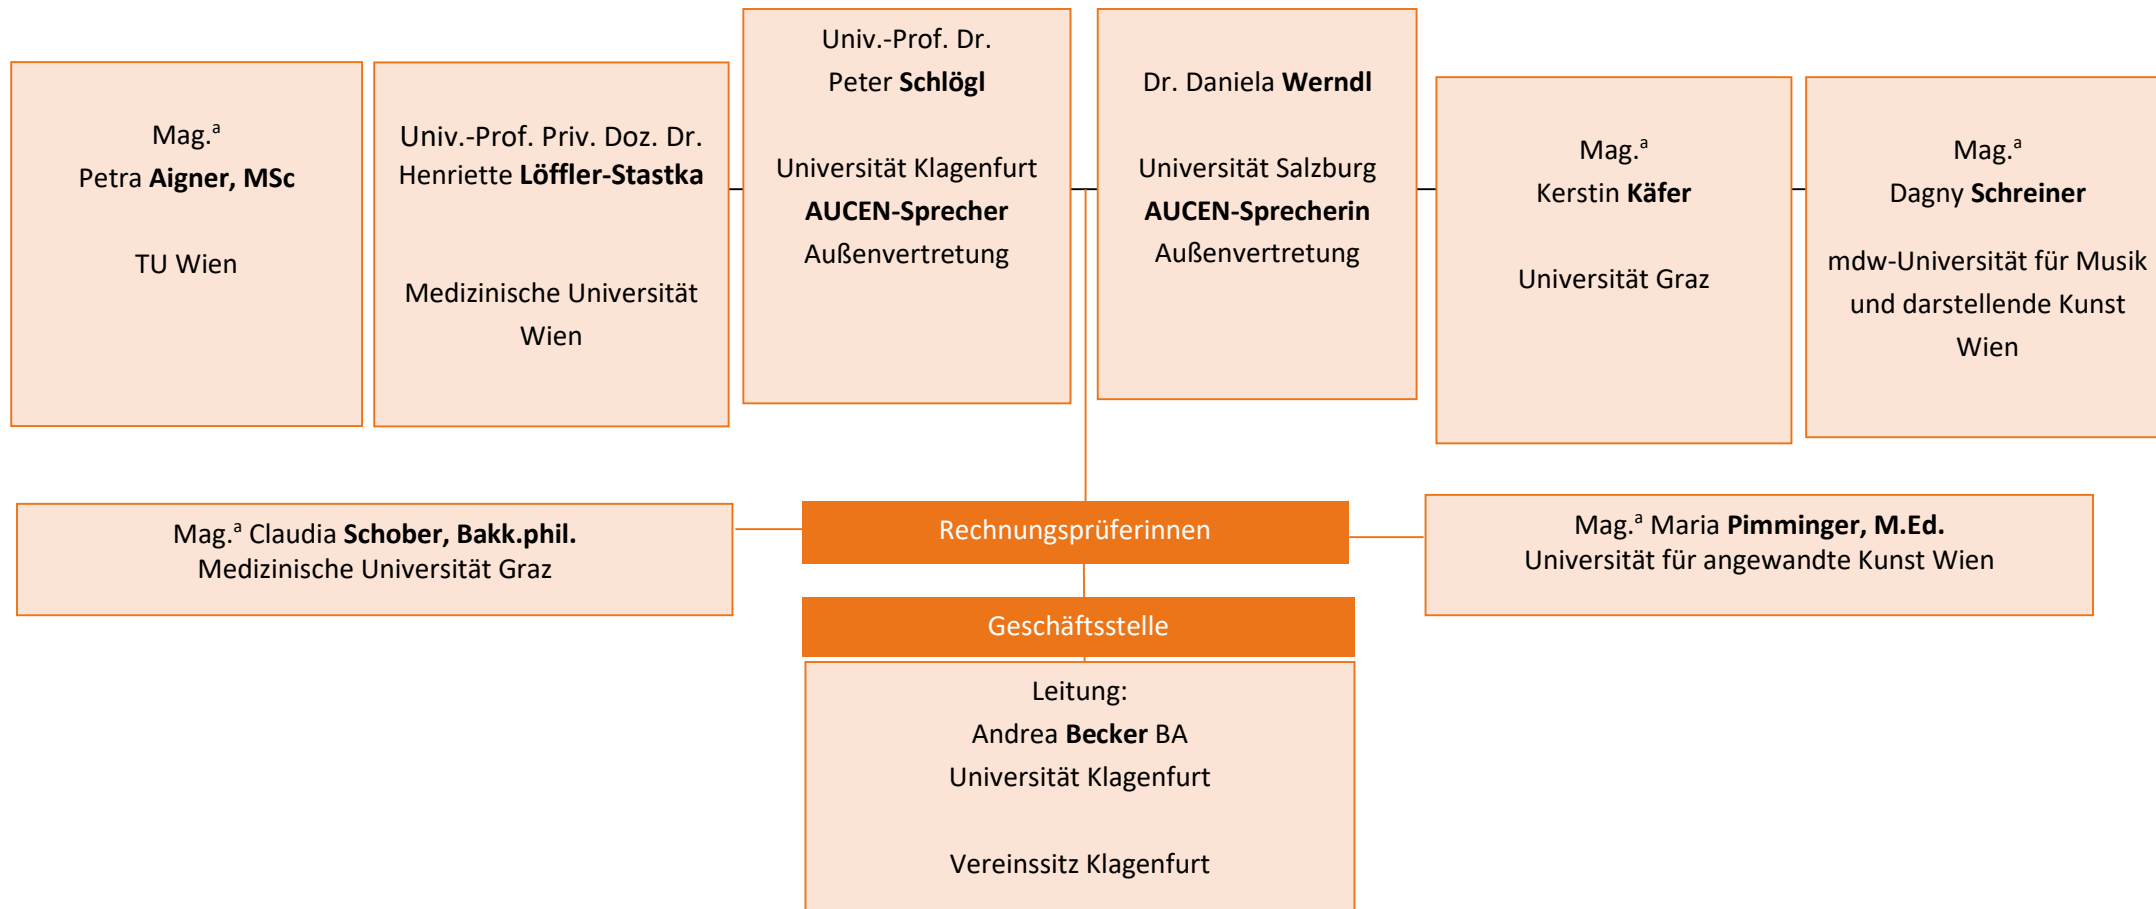 Mag.ª
Petra Aigner, MSc
TU Wien
Univ.-Prof. Priv. Doz. Dr.
Henriette Löffler-Stastka
Medizinische Universität
Wien
Univ.-Prof. Dr.
Peter Schlögl
Universität Klagenfurt
AUCEN-Sprecher
Außenvertretung
Dr. Daniela Werndl
Universität Salzburg
AUCEN-Sprecherin
Außenvertretung
Mag.ª
Kerstin Käfer
Universität Graz
Mag.ª
Dagny Schreiner
mdw-Universität für Musik
und darstellende Kunst
Wien
Mag.ª Claudia Schober, Bakk.phil.
Medizinische Universität Graz
Rechnungsprüferinnen
Mag.ª Maria Pimminger, M.Ed.
Universität für angewandte Kunst Wien
Geschäftsstelle
Leitung:
Andrea Becker BA
Universität Klagenfurt
Vereinssitz Klagenfurt